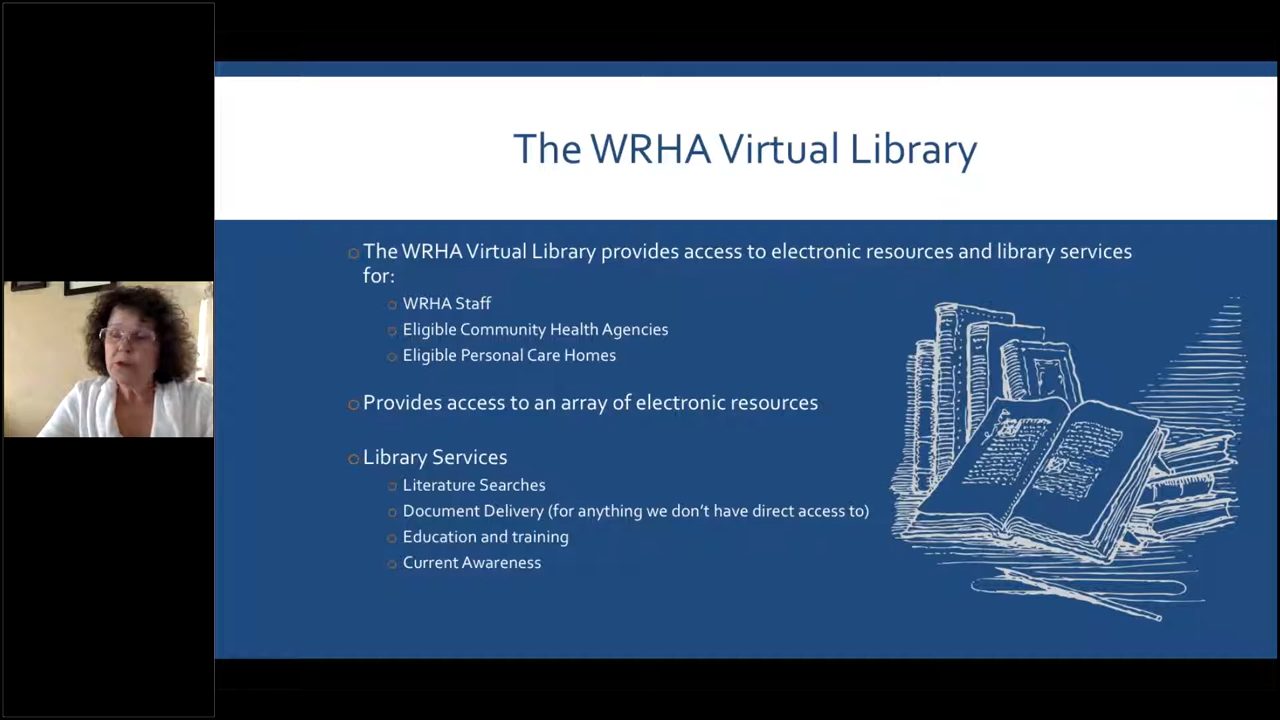 The WRHA Virtual Library
The WRHA Virtual Library provides access to electronic resources and library services
for:
WRHA Staff
Eligible Community Health Agencies
Eligible Personal Care Homes
Provides access to an array of electronic resources
Library Services
Literature Searches
Document Delivery (for anything we don't have direct access to)
Education and training
Current Awareness